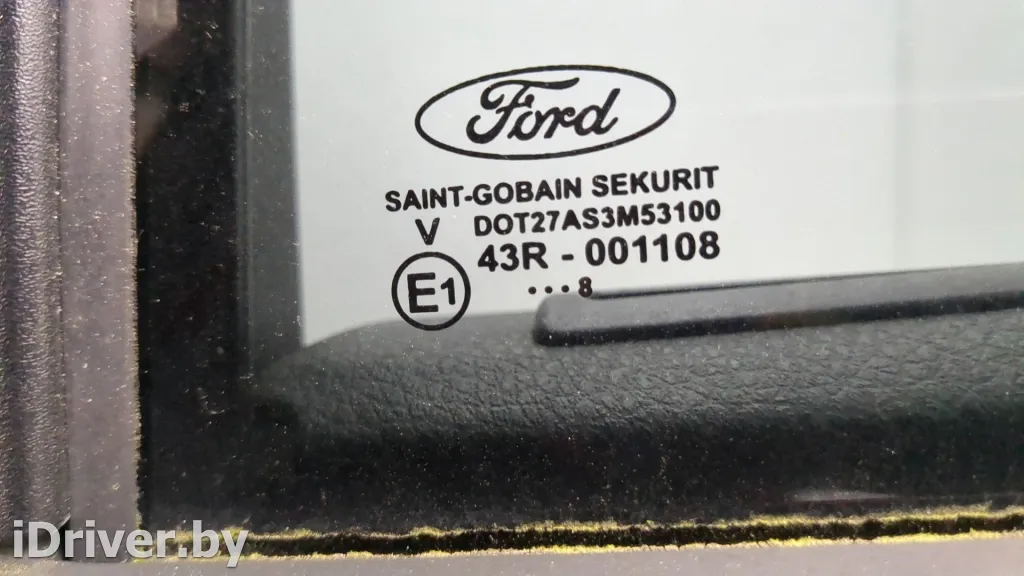 Ford
SAINT-GOBAIN SEKURIT
V DOT27AS3M53100
43R - 001108
E1
...8
iDriver.by